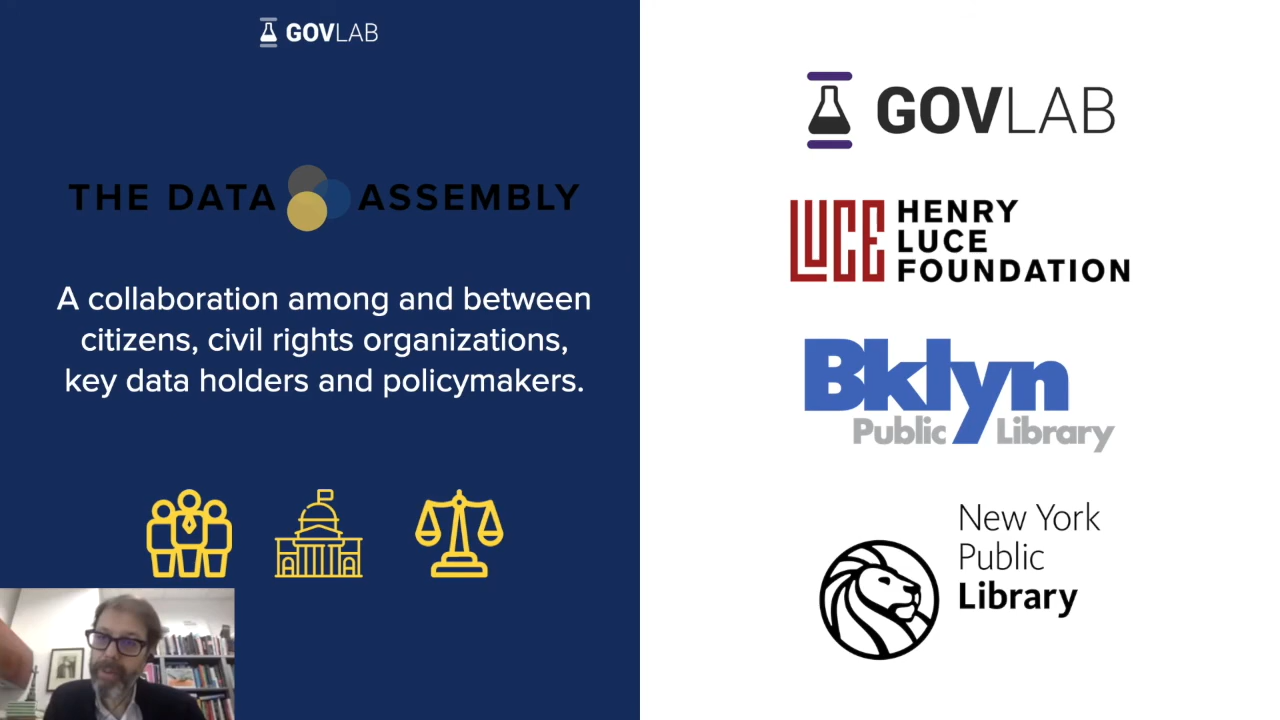 GOVLAB
THE DATA ASSEMBLY
A collaboration among and between
citizens, civil rights organizations,
key data holders and policymakers.
GOVLAB
LUCE
HENRY
LUCE
FOUNDATION
Bklyn
Public Library
New York
Public
Library